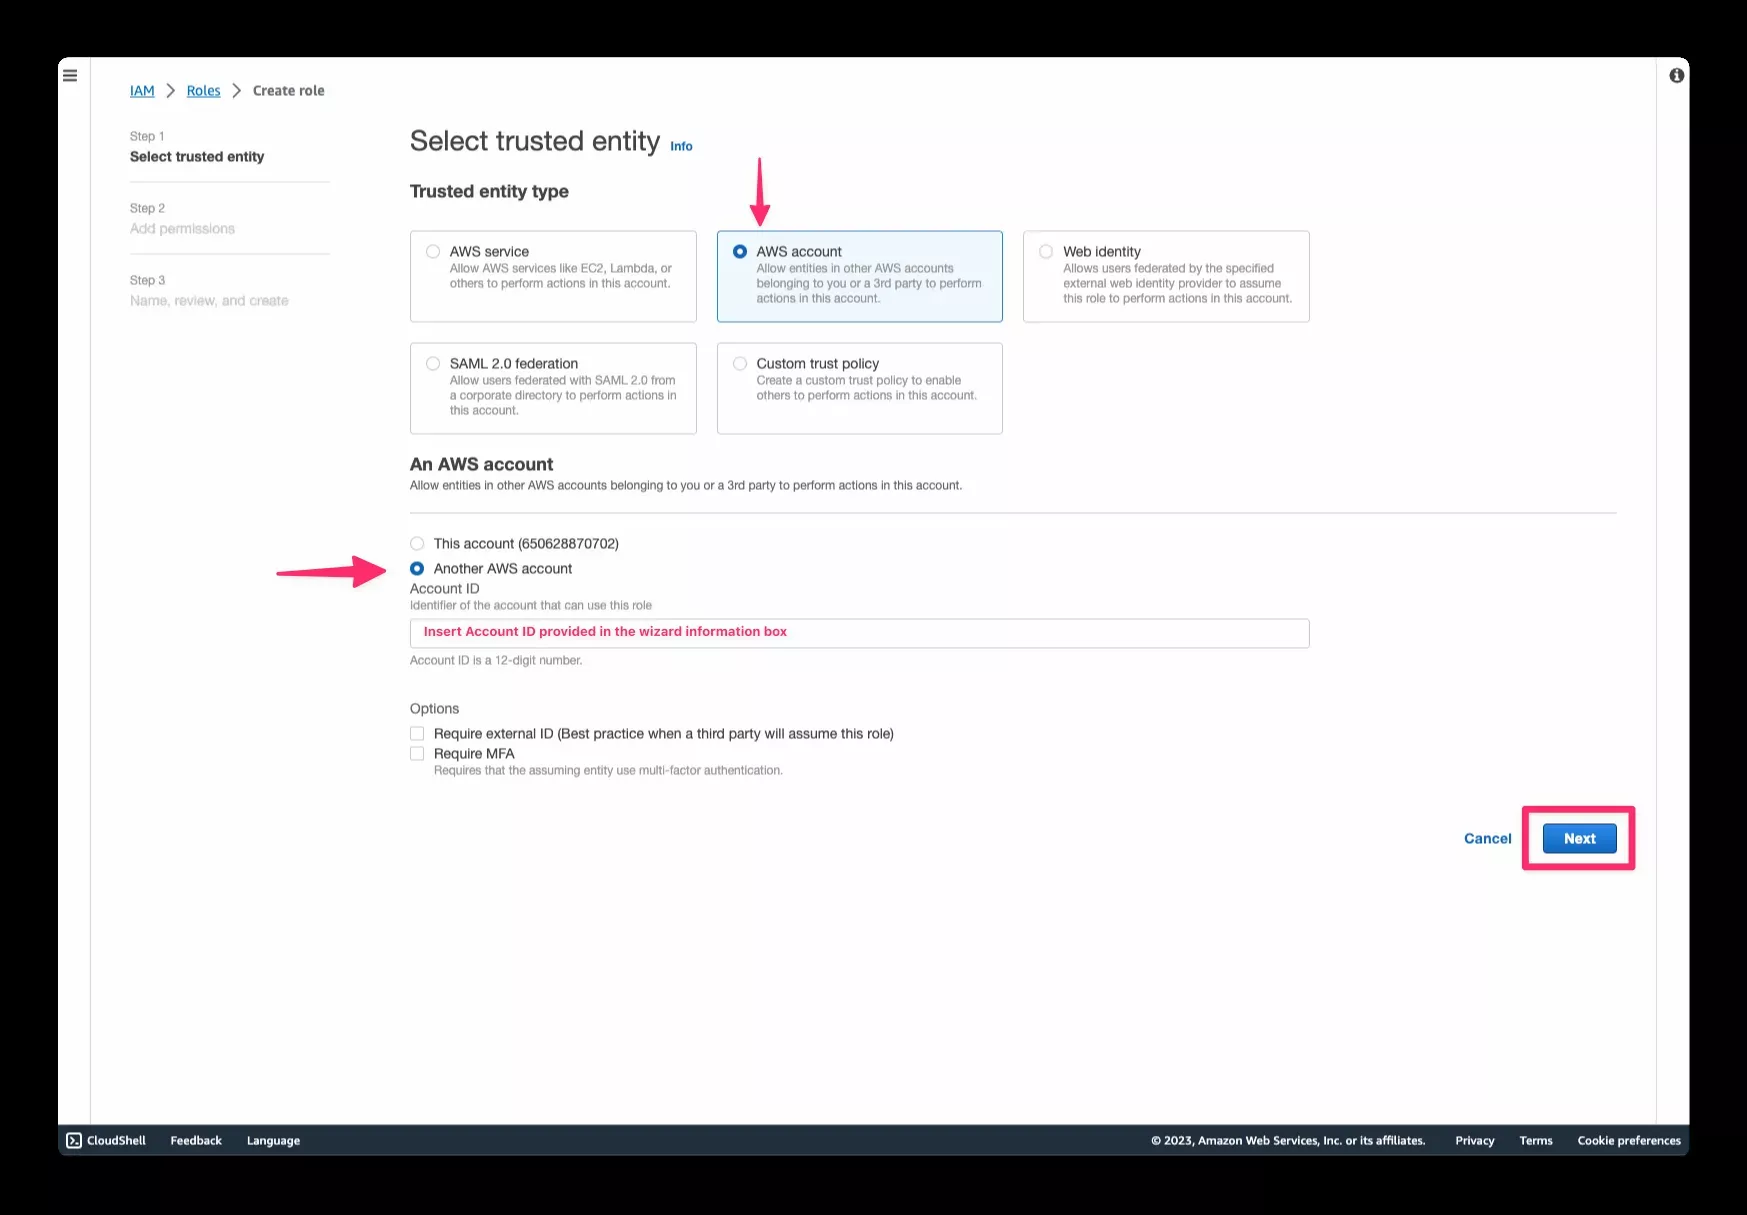 IAM > Roles > Create role
Step 1
Select trusted entity
Step 2
Add permissions
Step 3
Name, review, and create
Select trusted entity Info
Trusted entity type
AWS service
Allow AWS services like EC2, Lambda, or
others to perform actions in this account.
AWS account
Allow entities in other AWS accounts
belonging to you or a 3rd party to perform
actions in this account.
Web identity
Allows users federated by the specified
external web identity provider to assume
this role to perform actions in this account.
SAML 2.0 federation
Allow users federated with SAML 2.0 from
a corporate directory to perform actions in
this account.
Custom trust policy
Create a custom trust policy to enable
others to perform actions in this account.
An AWS account
Allow entities in other AWS accounts belonging to you or a 3rd party to perform actions in this account.
This account (650628870702)
Another AWS account
Account ID
Identifier of the account that can use this role
Insert Account ID provided in the wizard information box
Account ID is a 12-digit number.
Options
Require external ID (Best practice when a third party will assume this role)
Require MFA
Requires that the assuming entity use multi-factor authentication.
Cancel Next
CloudShell Feedback Language © 2023, Amazon Web Services, Inc. or its affiliates. Privacy Terms Cookie preferences